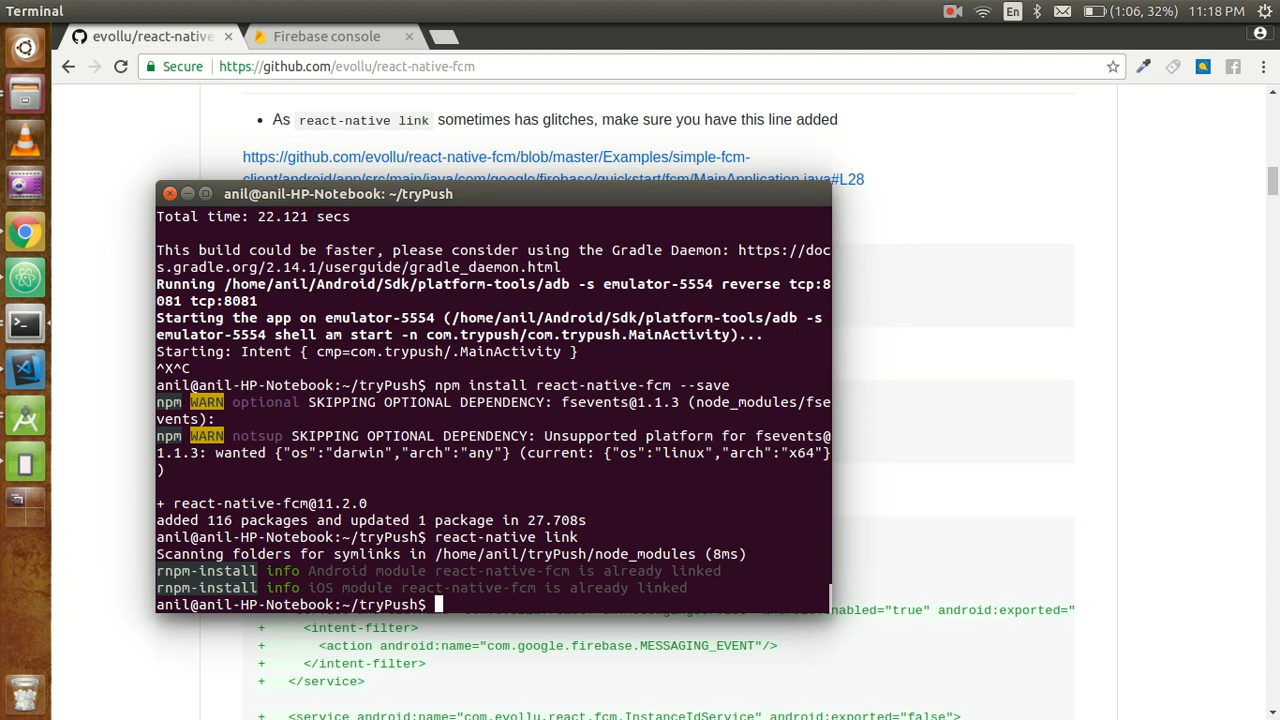 Terminal
En
(1:06, 32%)
11:18 PM
evollu/react-native
Firebase console
Secure
https://github.com/evollu/react-native-fcm
As react-native link sometimes has glitches, make sure you have this line added
https://github.com/evollu/react-native-fcm/blob/master/Examples/simple-fcm-
client/android/app/src/main/java/com/google/firebase/quickstart/fcm/MainApplication.java#L28
anil@anil-HP-Notebook: ~/tryPush
Total time: 22.121 secs
This build could be faster, please consider using the Gradle Daemon: https://doc
s.gradle.org/2.14.1/userguide/gradle_daemon.html
Running /home/anil/Android/Sdk/platform-tools/adb -s emulator-5554 reverse tcp:8
081 tcp:8081
Starting the app on emulator-5554 (/home/anil/Android/Sdk/platform-tools/adb -s
emulator-5554 shell am start -n com.trypush/com.trypush.MainActivity)...
Starting: Intent { cmp=com.trypush/.MainActivity }
^X^C
anil@anil-HP-Notebook:~/tryPush$ npm install react-native-fcm --save
npm WARN optional SKIPPING OPTIONAL DEPENDENCY: fsevents@1.1.3 (node_modules/fse
vents):
npm WARN notsup SKIPPING OPTIONAL DEPENDENCY: Unsupported platform for fsevents@
1.1.3: wanted {"os":"darwin","arch":"any"} (current: {"os":"linux","arch":"x64"}
)
+ react-native-fcm@11.2.0
added 116 packages and updated 1 package in 27.708s
anil@anil-HP-Notebook:~/tryPush$ react-native link
Scanning folders for symlinks in /home/anil/tryPush/node_modules (8ms)
rnpm-install info Android module react-native-fcm is already linked
rnpm-install info iOS module react-native-fcm is already linked
anil@anil-HP-Notebook:~/tryPush$
nabled="true" android:exported="
+ <intent-filter>
+ <action android:name="com.google.firebase.MESSAGING_EVENT"/>
+ </intent-filter>
+ </service>
+ <service android:name="com.evollu.react.fcm.InstanceIdService" android:exported="false">